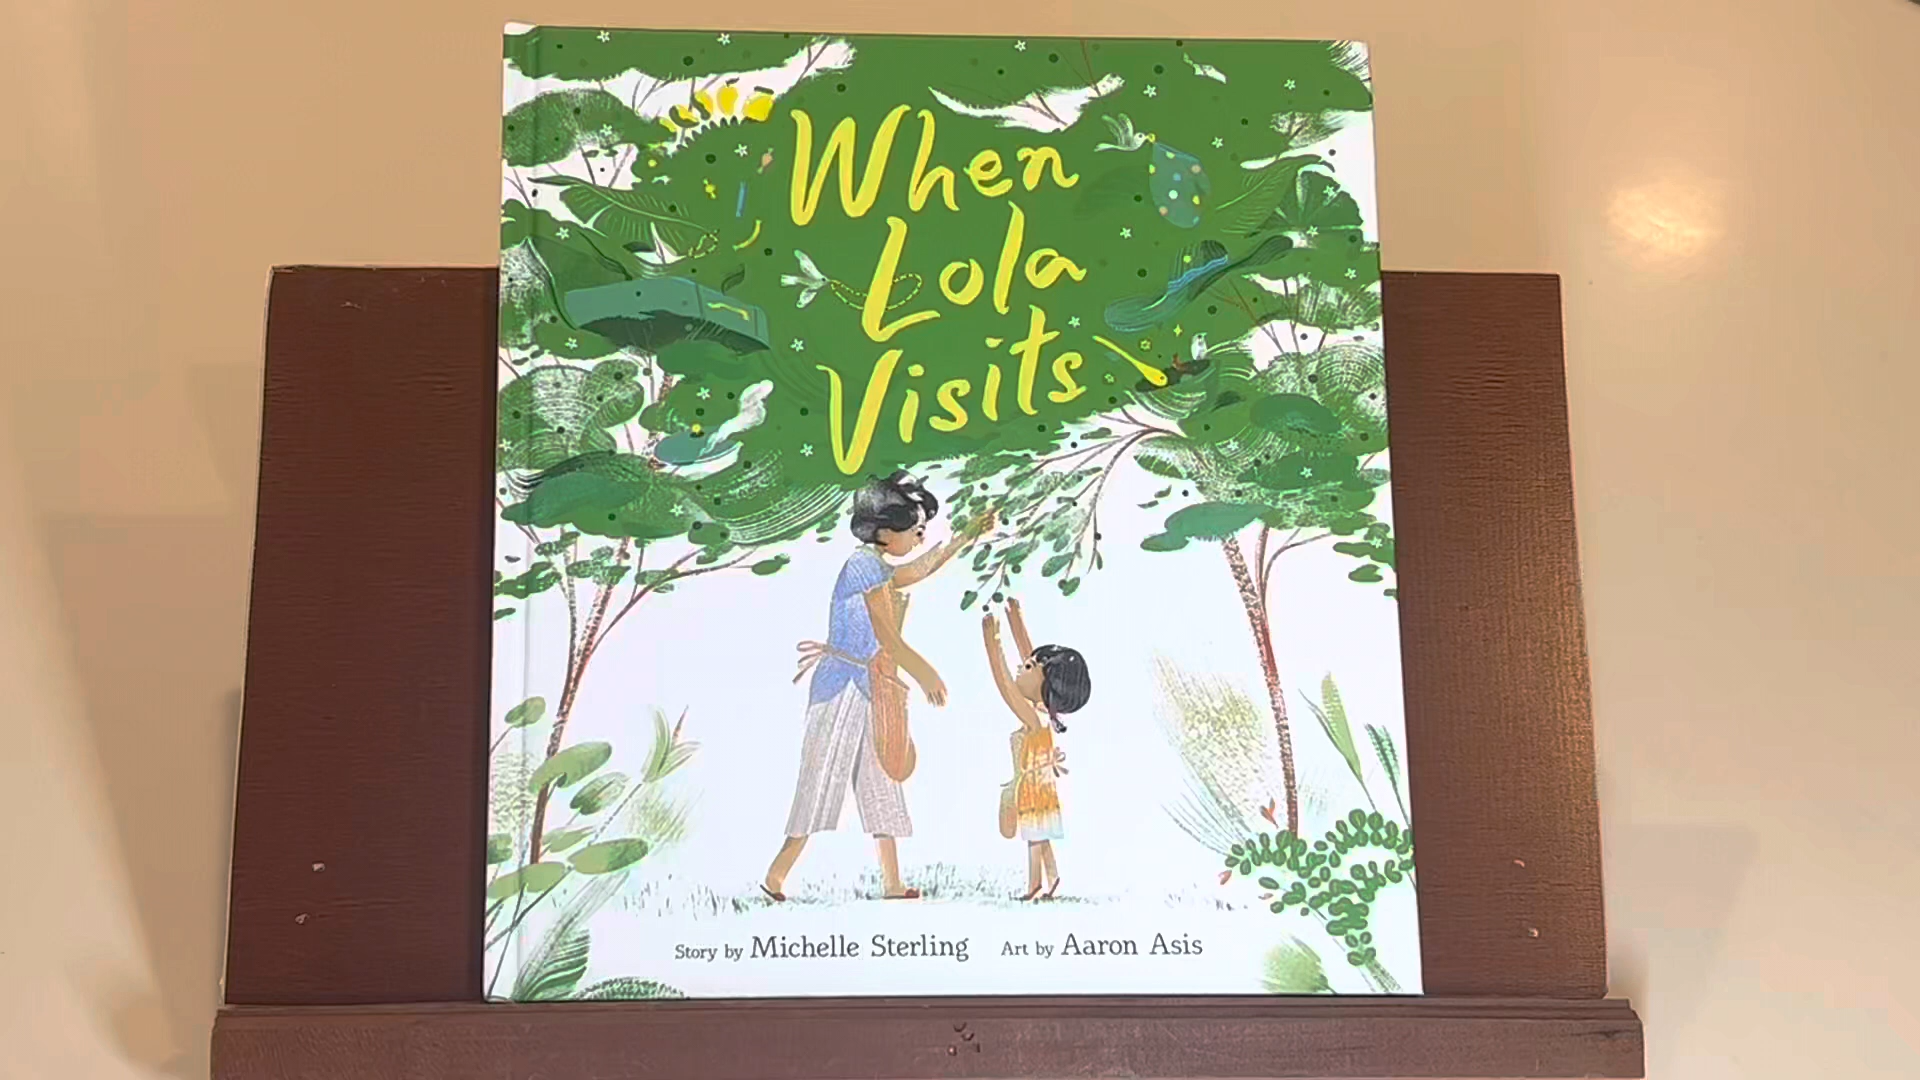 When
Lola
Visits
Story by Michelle Sterling Art by Aaron Asis